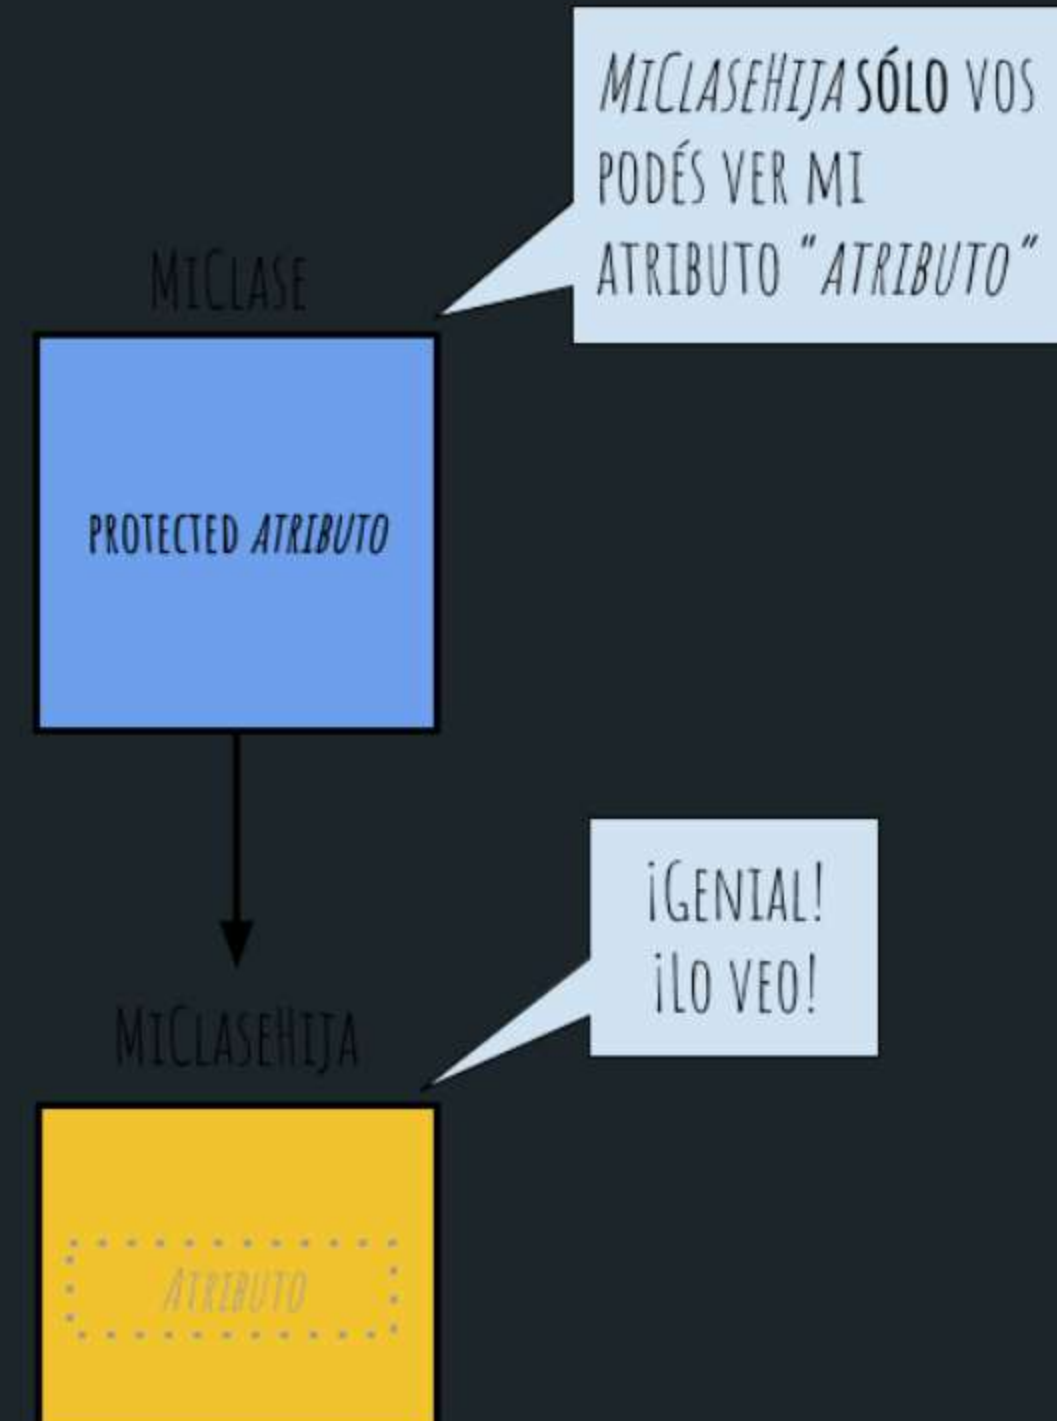 MiClaseHija sólo vos
podés ver mi
atributo "atributo"
MiClase
protected atributo
¡Genial!
¡Lo veo!
MiClaseHija
Atributo